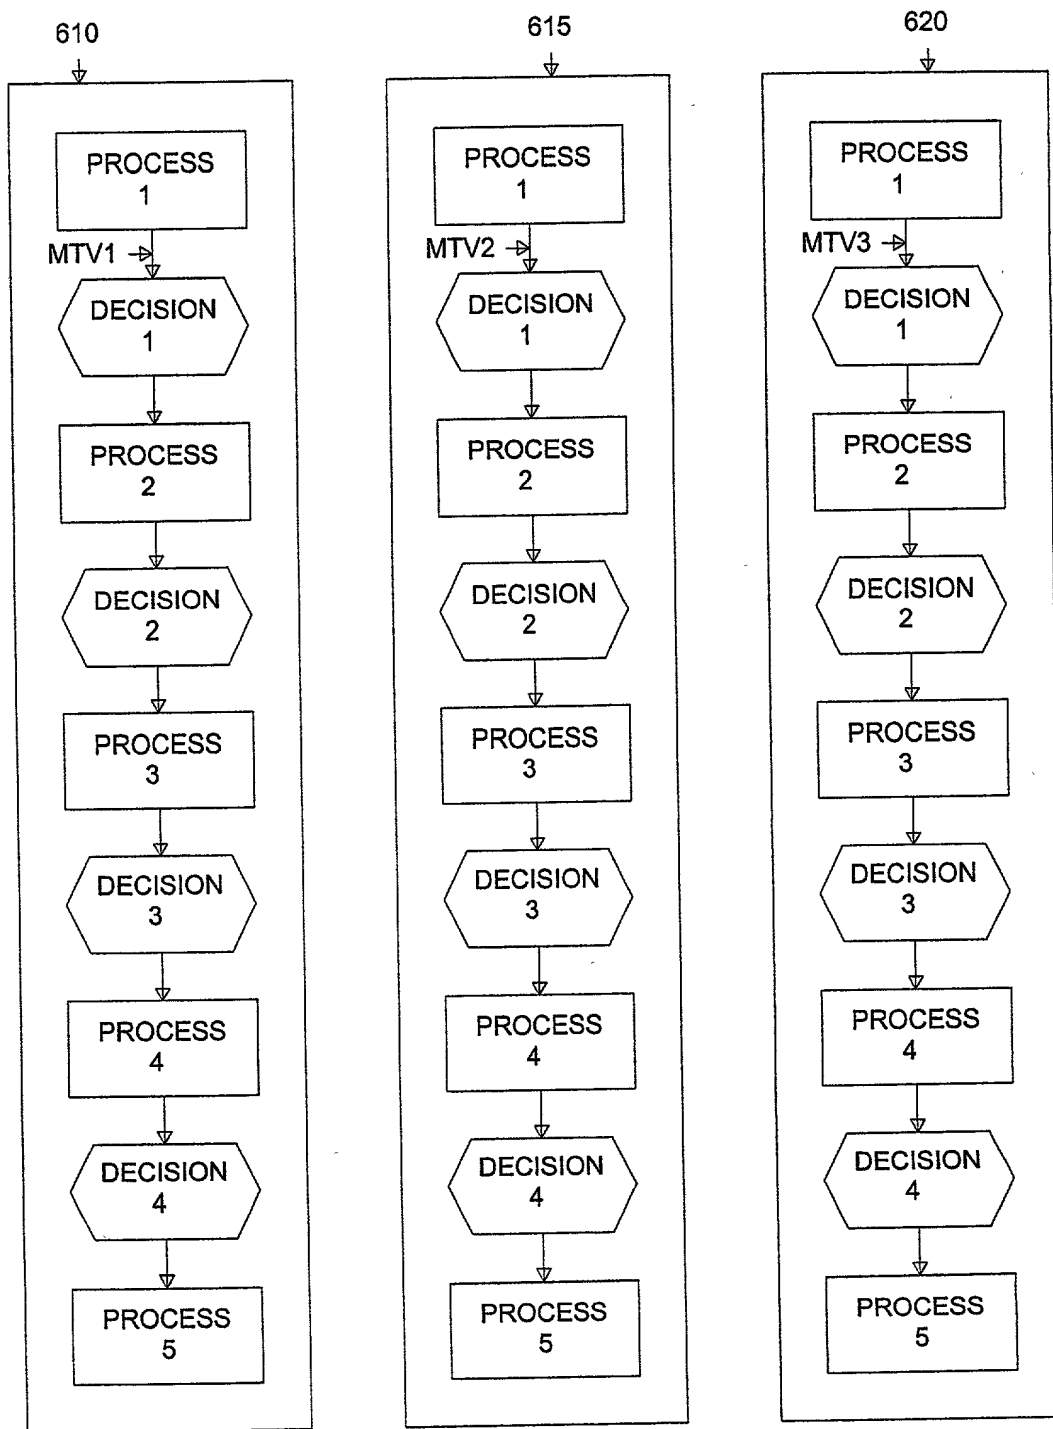 610
PROCESS
1
MTV1
DECISION
1
PROCESS
2
DECISION
2
PROCESS
3
DECISION
3
PROCESS
4
DECISION
4
PROCESS
5
615
PROCESS
1
MTV2
DECISION
1
PROCESS
2
DECISION
2
PROCESS
3
DECISION
3
PROCESS
4
DECISION
4
PROCESS
5
620
PROCESS
1
MTV3
DECISION
1
PROCESS
2
DECISION
2
PROCESS
3
DECISION
3
PROCESS
4
DECISION
4
PROCESS
5